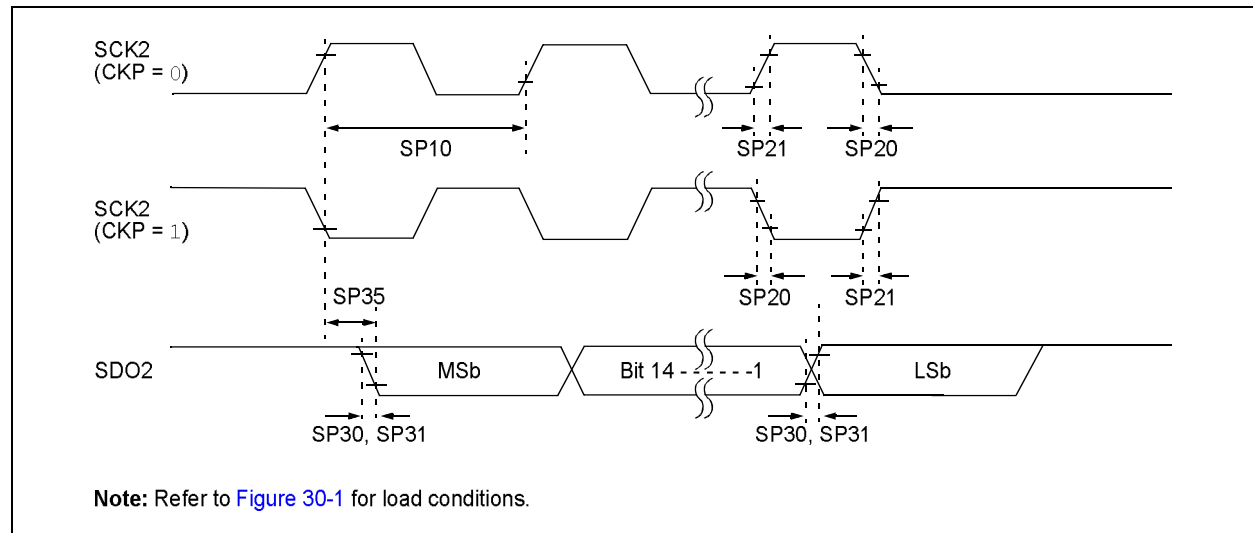 SCK2
(CKP = 0)
SP10
SP21
SP20
SCK2
(CKP = 1)
SP20
SP21
SP35
SDO2
MSb
Bit 14 - - - - - -1
LSb
SP30, SP31
SP30, SP31
Note: Refer to Figure 30-1 for load conditions.